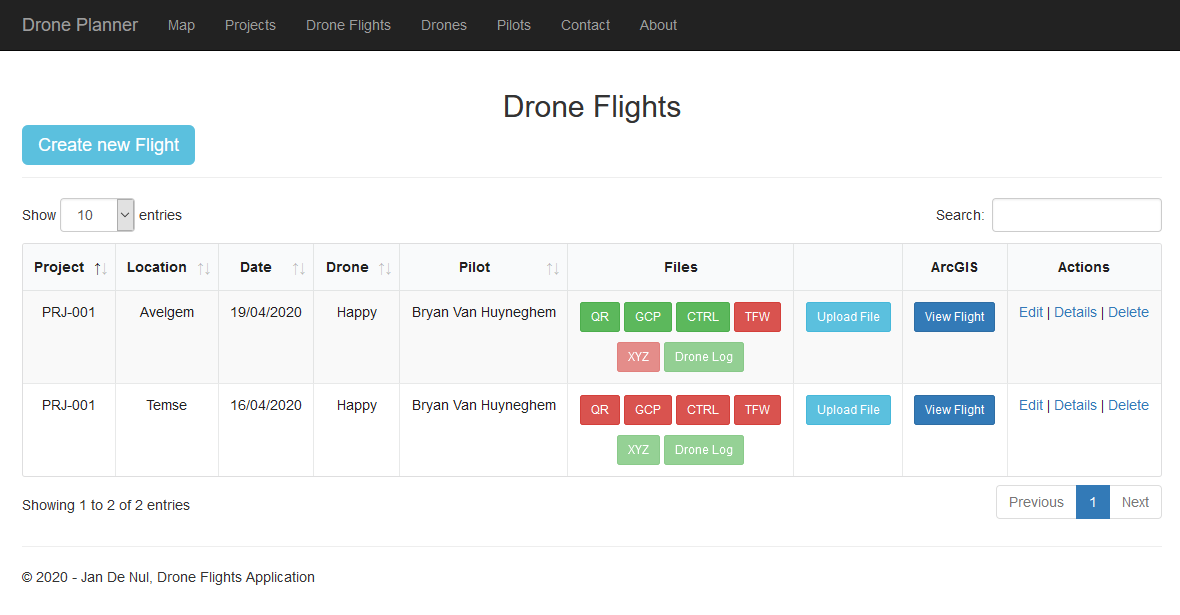 Drone Planner Map Projects Drone Flights Drones Pilots Contact About
Drone Flights
Create new Flight
Show 10 entries Search:
Project Location Date Drone Pilot Files ArcGIS Actions
PRJ-001 Avelgem 19/04/2020 Happy Bryan Van Huyneghem QR GCP CTRL TFW Upload File View Flight Edit | Details | Delete
XYZ Drone Log
PRJ-001 Temse 16/04/2020 Happy Bryan Van Huyneghem QR GCP CTRL TFW Upload File View Flight Edit | Details | Delete
XYZ Drone Log
Showing 1 to 2 of 2 entries Previous 1 Next
© 2020 - Jan De Nul, Drone Flights Application